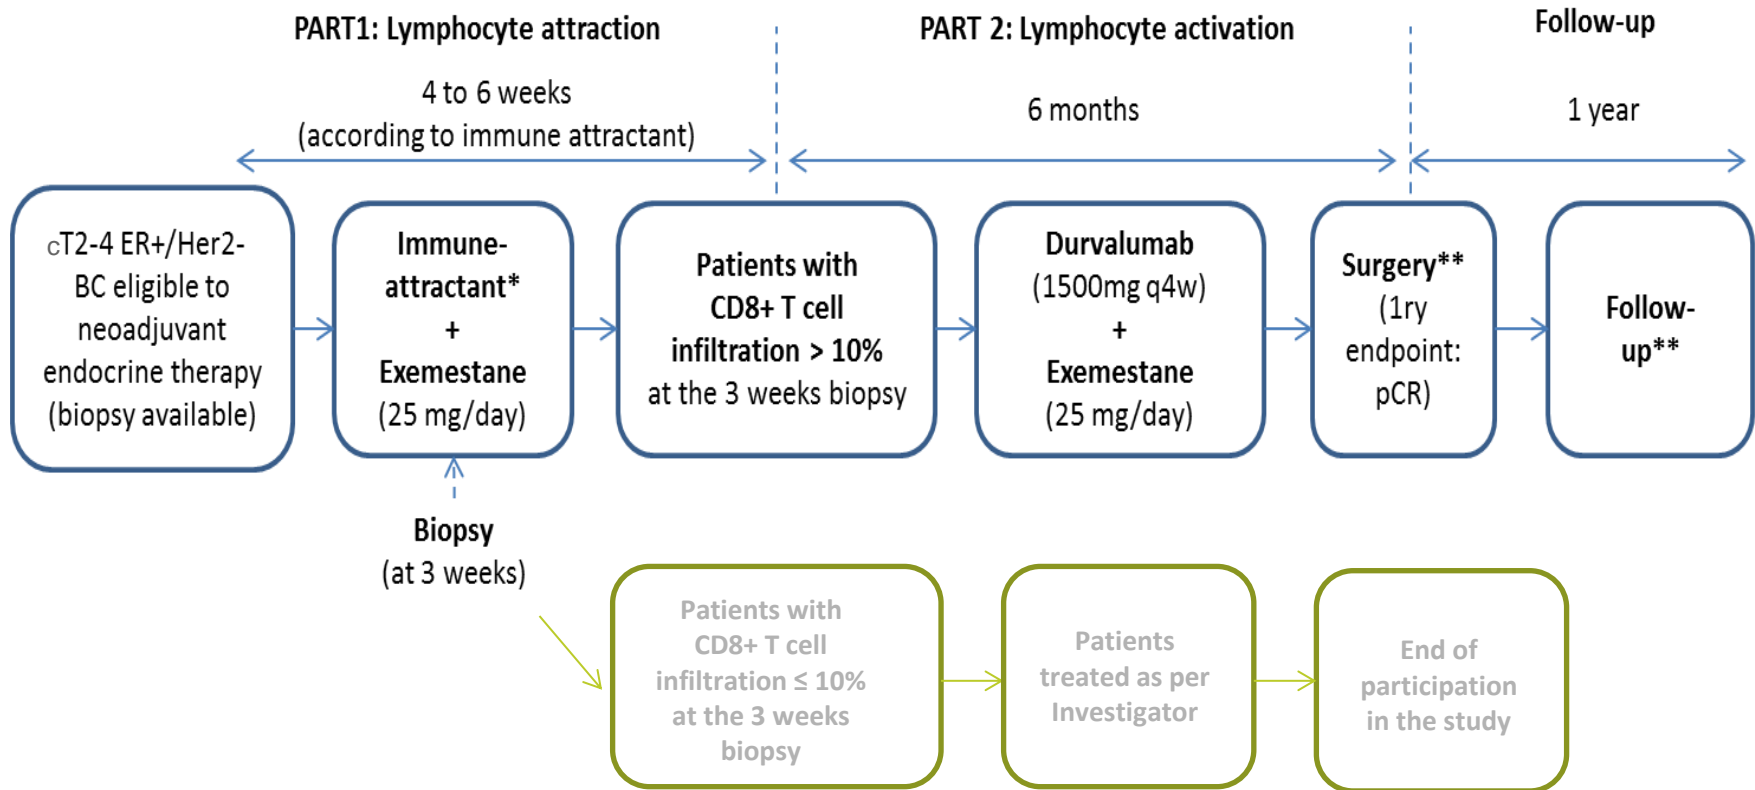 PART1: Lymphocyte attraction
PART 2: Lymphocyte activation
Follow-up
4 to 6 weeks
(according to immune attractant)
6 months
1 year
cT2-4 ER+/Her2-
BC eligible to
neoadjuvant
endocrine therapy
(biopsy available)
Immune-
attractant*
+
Exemestane
(25 mg/day)
Patients with
CD8+ T cell
infiltration > 10%
at the 3 weeks biopsy
Durvalumab
(1500mg q4w)
+
Exemestane
(25 mg/day)
Surgery**
(1ry
endpoint:
pCR)
Follow-
up**
Biopsy
(at 3 weeks)
Patients with
CD8+ T cell
infiltration ≤ 10%
at the 3 weeks
biopsy
Patients
treated as per
Investigator
End of
participation
in the study